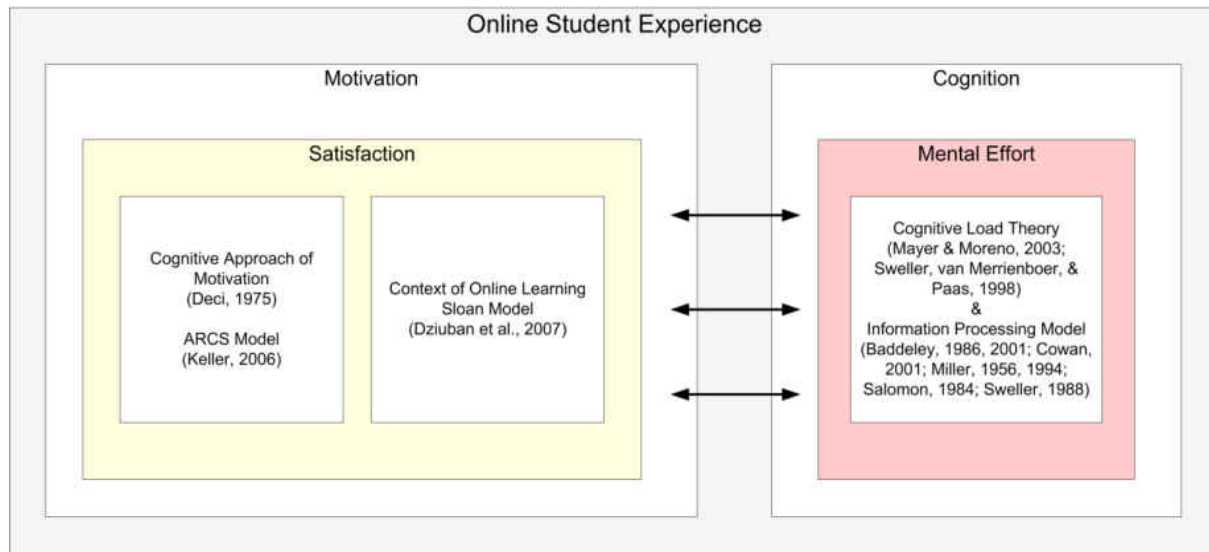 Online Student Experience
Motivation
Satisfaction
Cognitive Approach of
Motivation
(Deci, 1975)
ARCS Model
(Keller, 2006)
Context of Online Learning
Sloan Model
(Dziuban et al., 2007)
Cognition
Mental Effort
Cognitive Load Theory
(Mayer & Moreno, 2003;
Sweller, van Merrienboer, &
Paas, 1998)
&
Information Processing Model
(Baddeley, 1986, 2001; Cowan,
2001; Miller, 1956, 1994;
Salomon, 1984; Sweller, 1988)